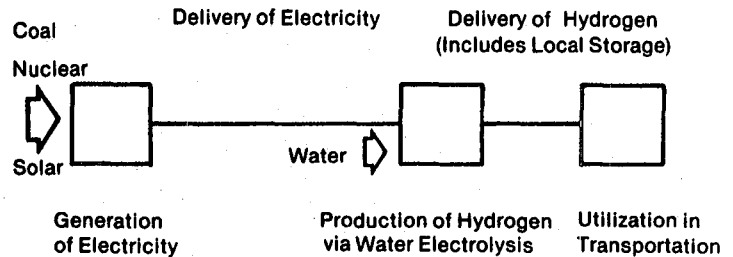 Coal
Delivery of Electricity
Delivery of Hydrogen
(Includes Local Storage)
Nuclear
Solar
Water
Generation
of Electricity
Production of Hydrogen
via Water Electrolysis
Utilization in
Transportation